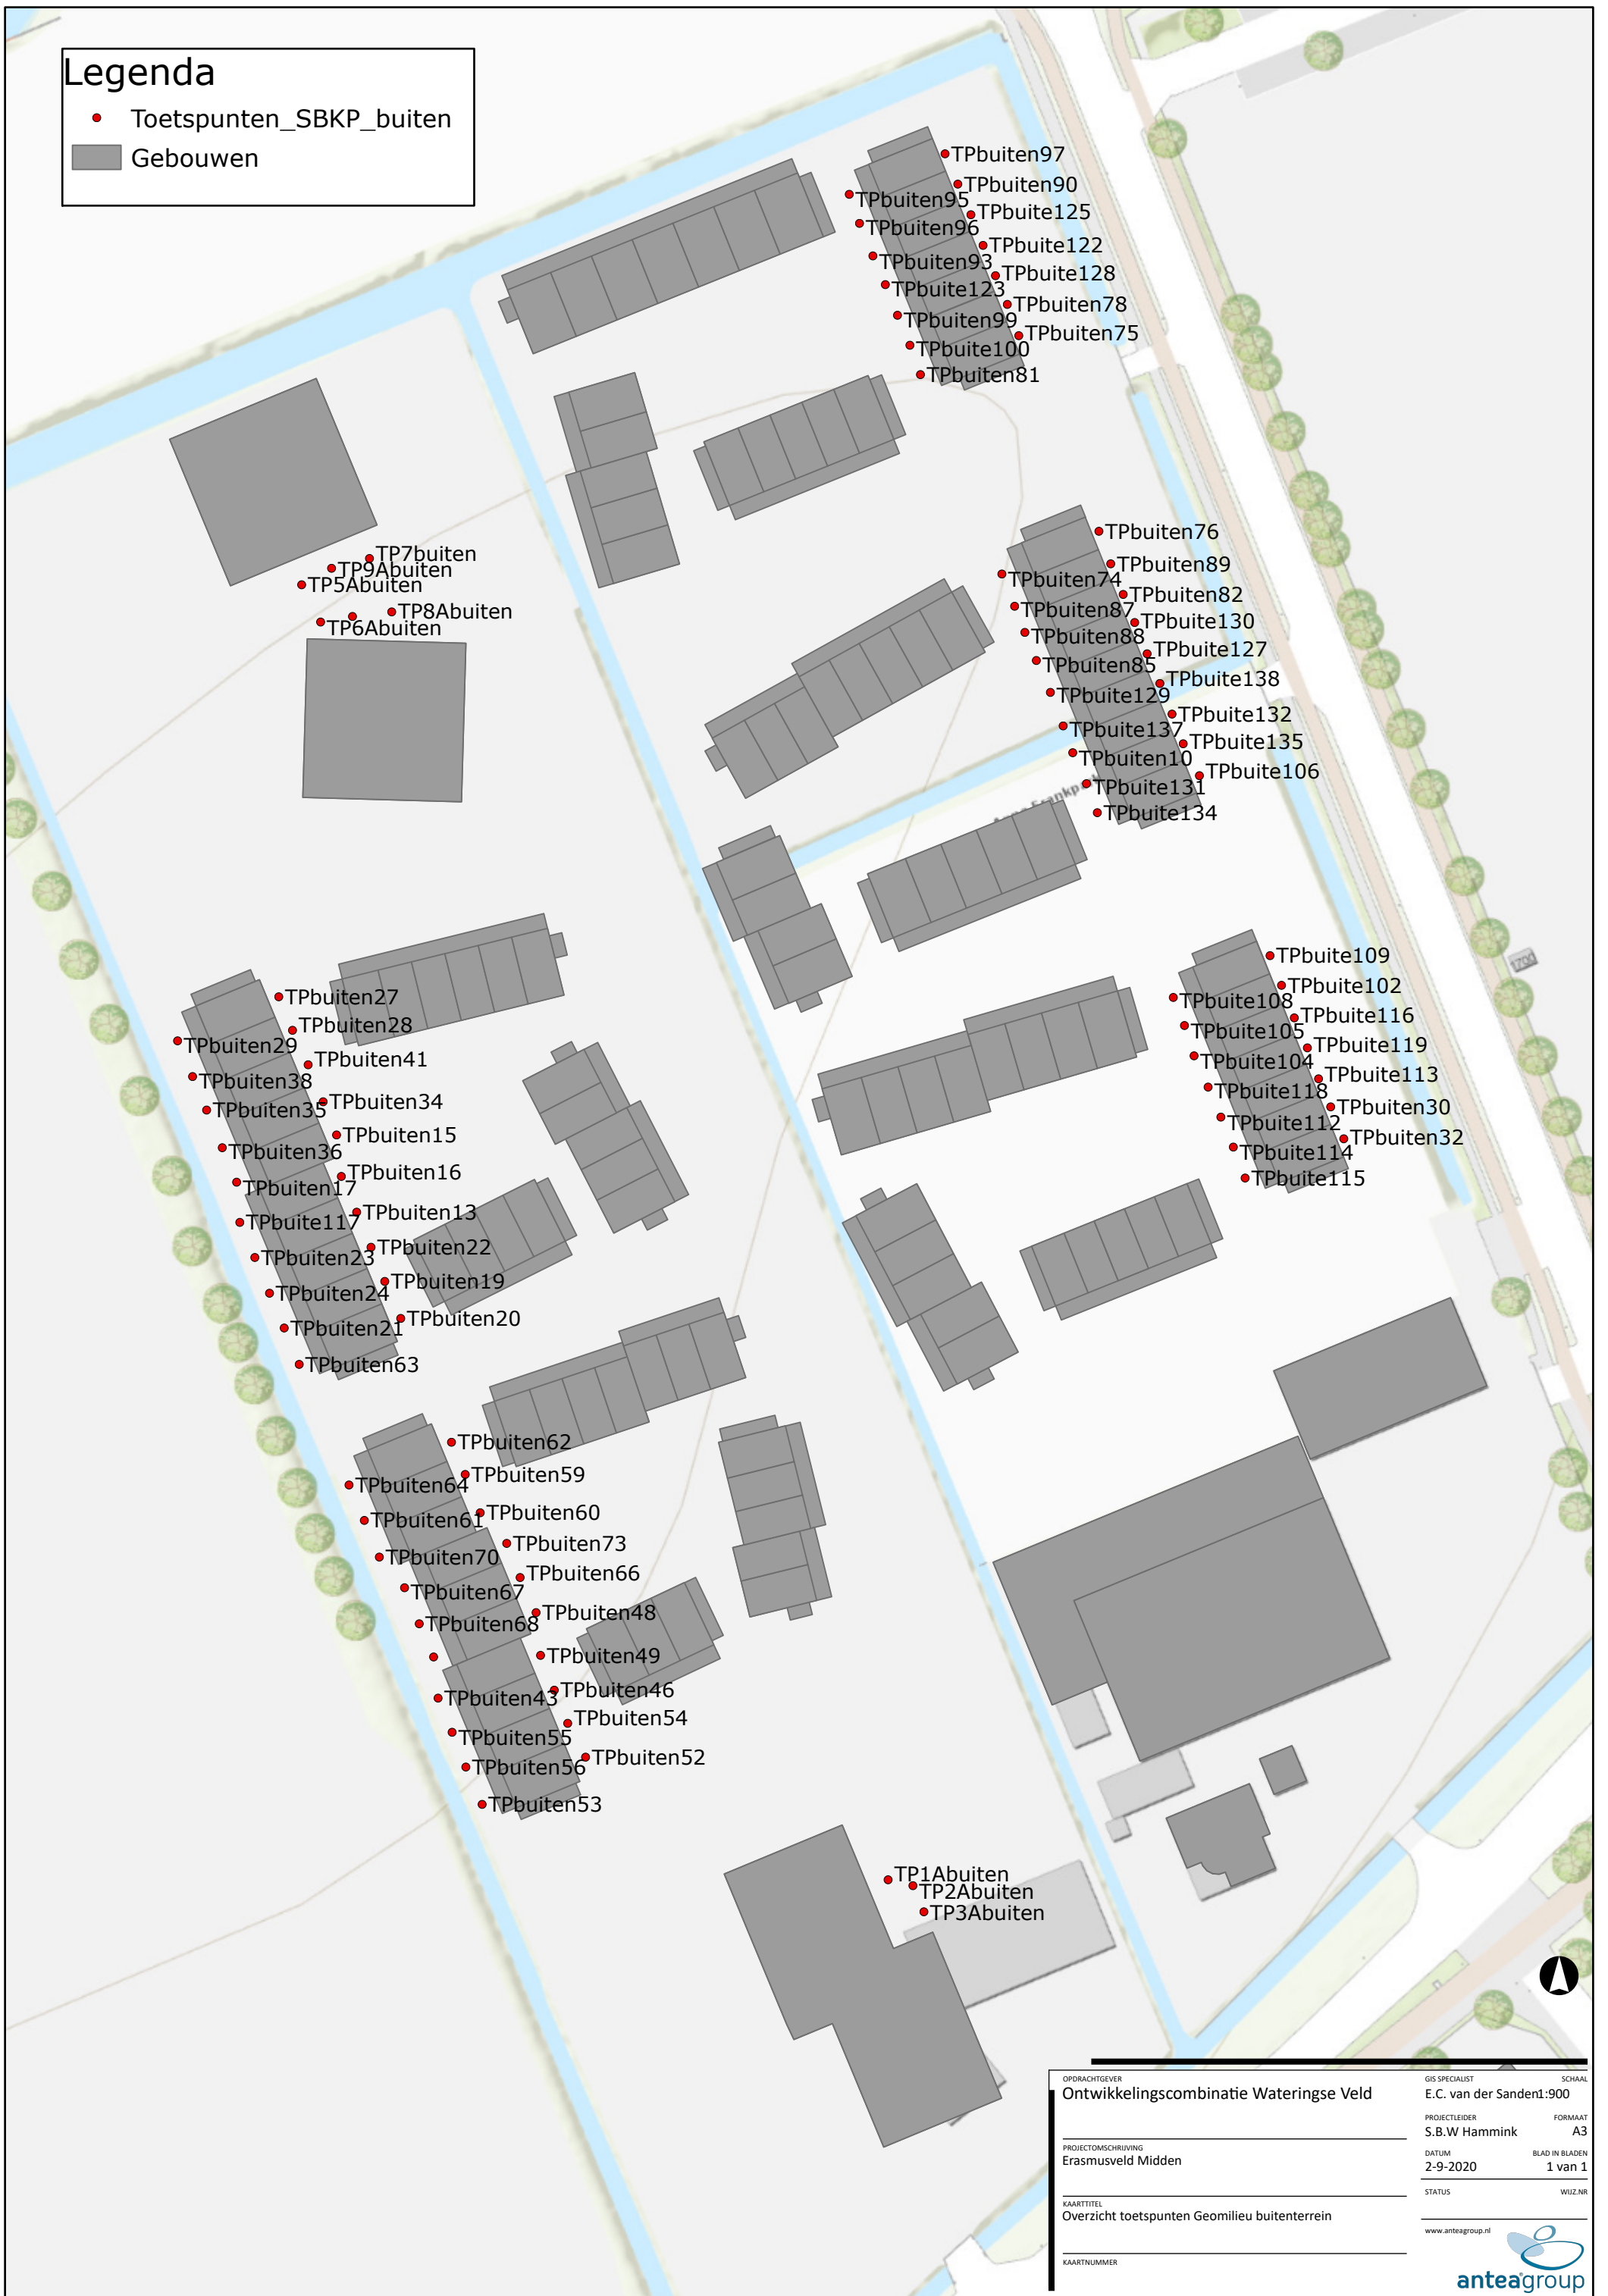 Legenda
Toetspunten_SBKP_buiten
Gebouwen
TPbuiten97
TPbuiten90
TPbuiten95
TPbuite125
TPbuiten96
TPbuite122
TPbuiten93
TPbuite128
TPbuite123
TPbuiten78
TPbuiten99
TPbuiten75
TPbuite100
TPbuiten81
TPbuiten76
TP7buiten
TP9Abuiten
TP5Abuiten
TPbuiten89
TPbuiten74
TPbuiten82
TP8Abuiten
TPbuiten87
TP6Abuiten
TPbuite130
TPbuiten88
TPbuite127
TPbuiten85
TPbuite138
TPbuite129
TPbuite132
TPbuite137
TPbuite135
TPbuiten10
TPbuite106
TPbuite131
TPbuite134
TPbuite109
1700
TPbuite102
TPbuiten27
TPbuite108
TPbuite116
TPbuiten28
TPbuite105
TPbuiten29
TPbuite119
TPbuiten41
TPbuite104
TPbuiten38
TPbuite113
TPbuite118
TPbuiten34
TPbuiten35
TPbuiten30
TPbuite112
TPbuiten15
TPbuiten32
TPbuiten36
TPbuite114
TPbuiten16
TPbuite115
TPbuiten17
TPbuiten13
TPbuite117
TPbuiten22
TPbuiten23
TPbuiten19
TPbuiten24
TPbuiten20
TPbuiten21
TPbuiten63
TPbuiten62
TPbuiten59
TPbuiten64
TPbuiten60
TPbuiten61
TPbuiten73
TPbuiten70
TPbuiten66
TPbuiten67
TPbuiten48
TPbuiten68
TPbuiten49
TPbuiten46
TPbuiten43
TPbuiten54
TPbuiten55
TPbuiten52
TPbuiten56
TPbuiten53
TP1Abuiten
TP2Abuiten
TP3Abuiten
OPDRACHTGEVER
Ontwikkelingscombinatie Wateringse Veld
PROJECTOMSCHRIJVING
Erasmusveld Midden
KAARTTITEL
Overzicht toetspunten Geomilieu buitenterrein
KAARTNUMMER
GIS SPECIALIST SCHAAL
E.C. van der Sanden 1:900
PROJECTLEIDER FORMAAT
S.B.W Hammink A3
DATUM BLAD IN BLADEN
2-9-2020 1 van 1
STATUS WIJZ.NR
www.anteagroup.nl
anteagroup